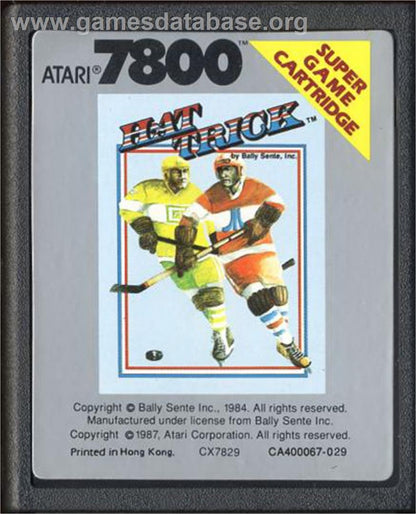 www.gamesdatabase.org
ATARI® 7800™
SUPER
GAME
CARTRIDGE
HAT
TRICK™
by Bally Sente, Inc.
Copyright © Bally Sente Inc., 1984. All rights reserved.
Manufactured under license from Bally Sente Inc.
Copyright ©1987, Atari Corporation. All rights reserved.
Printed in Hong Kong. CX7829 CA400067-029